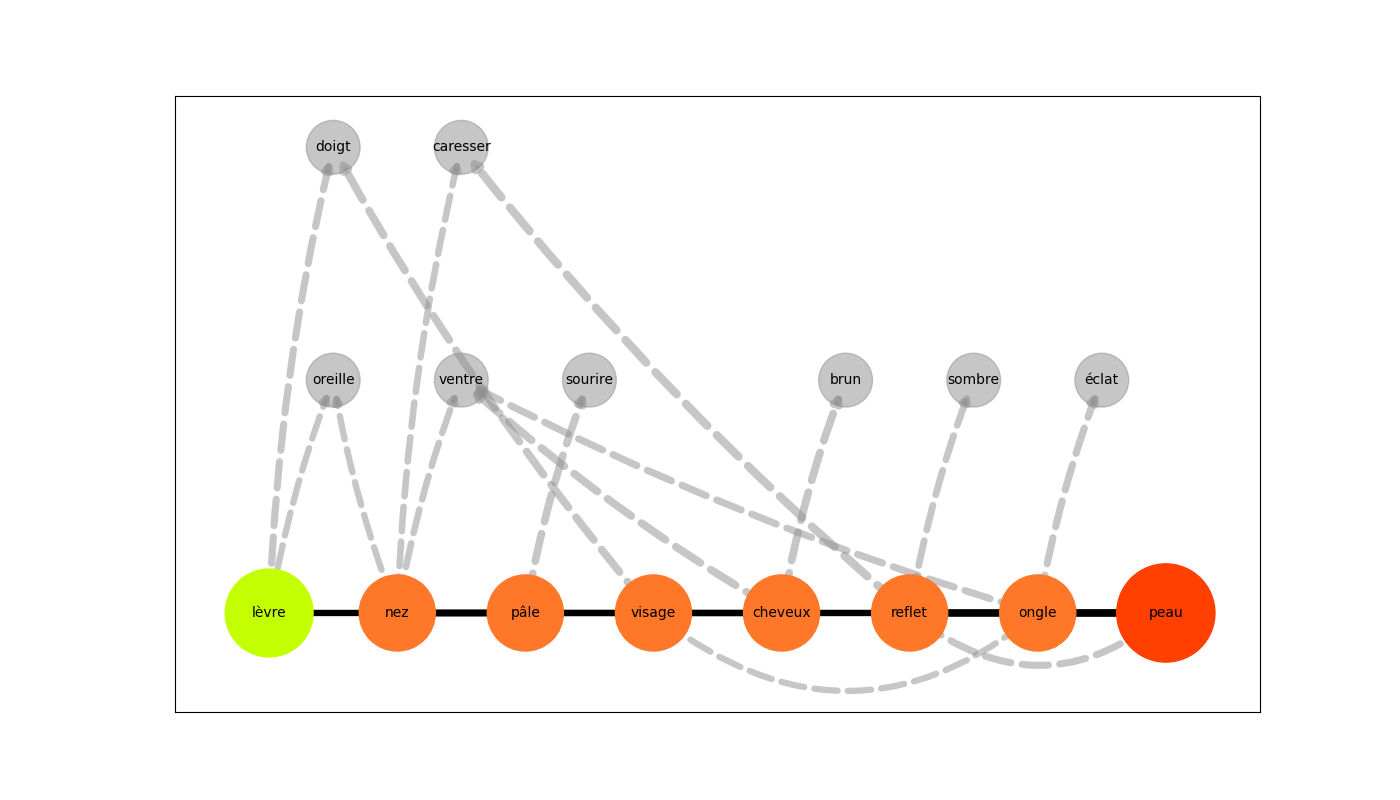 doigt caresser
oreille ventre sourire brun sombre éclat
lèvre nez pâle visage cheveux reflet ongle peau